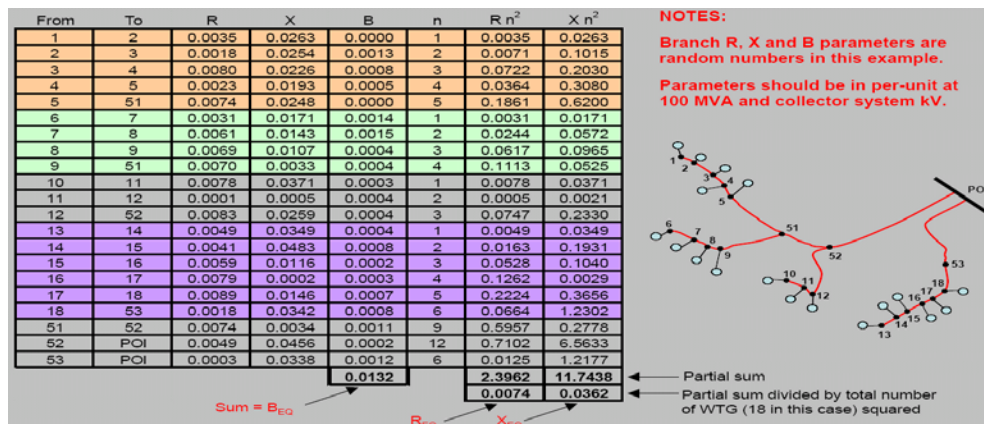 From To R X B n R n² X n²
1 2 0.0035 0.0263 0.0000 1 0.0035 0.0263
2 3 0.0018 0.0254 0.0013 2 0.0071 0.1015
3 4 0.0080 0.0226 0.0008 3 0.0722 0.2030
4 5 0.0023 0.0193 0.0005 4 0.0364 0.3080
5 51 0.0074 0.0248 0.0000 5 0.1861 0.6200
6 7 0.0031 0.0171 0.0014 1 0.0031 0.0171
7 8 0.0061 0.0143 0.0015 2 0.0244 0.0572
8 9 0.0069 0.0107 0.0004 3 0.0617 0.0965
9 51 0.0070 0.0033 0.0004 4 0.1113 0.0525
10 11 0.0078 0.0371 0.0003 1 0.0078 0.0371
11 12 0.0001 0.0005 0.0004 2 0.0005 0.0021
12 52 0.0083 0.0259 0.0004 3 0.0747 0.2330
13 14 0.0049 0.0349 0.0004 1 0.0049 0.0349
14 15 0.0041 0.0483 0.0008 2 0.0163 0.1931
15 16 0.0059 0.0116 0.0002 3 0.0528 0.1040
16 17 0.0079 0.0002 0.0003 4 0.1262 0.0029
17 18 0.0089 0.0146 0.0007 5 0.2224 0.3656
18 53 0.0018 0.0342 0.0008 6 0.0664 1.2302
51 52 0.0074 0.0034 0.0011 9 0.5957 0.2778
52 POI 0.0049 0.0456 0.0002 12 0.7102 6.5633
53 POI 0.0003 0.0338 0.0012 6 0.0125 1.2177
0.0132 2.3962 11.7438
0.0074 0.0362
Sum = B_EQ
R_EQ X_EQ
Partial sum
Partial sum divided by total number
of WTG (18 in this case) squared
NOTES:
Branch R, X and B parameters are
random numbers in this example.
Parameters should be in per-unit at
100 MVA and collector system kV.
1
2
3
4
5
PO
51
52
6
7
8
9
10
11
12
53
18
17
16
15
14
13